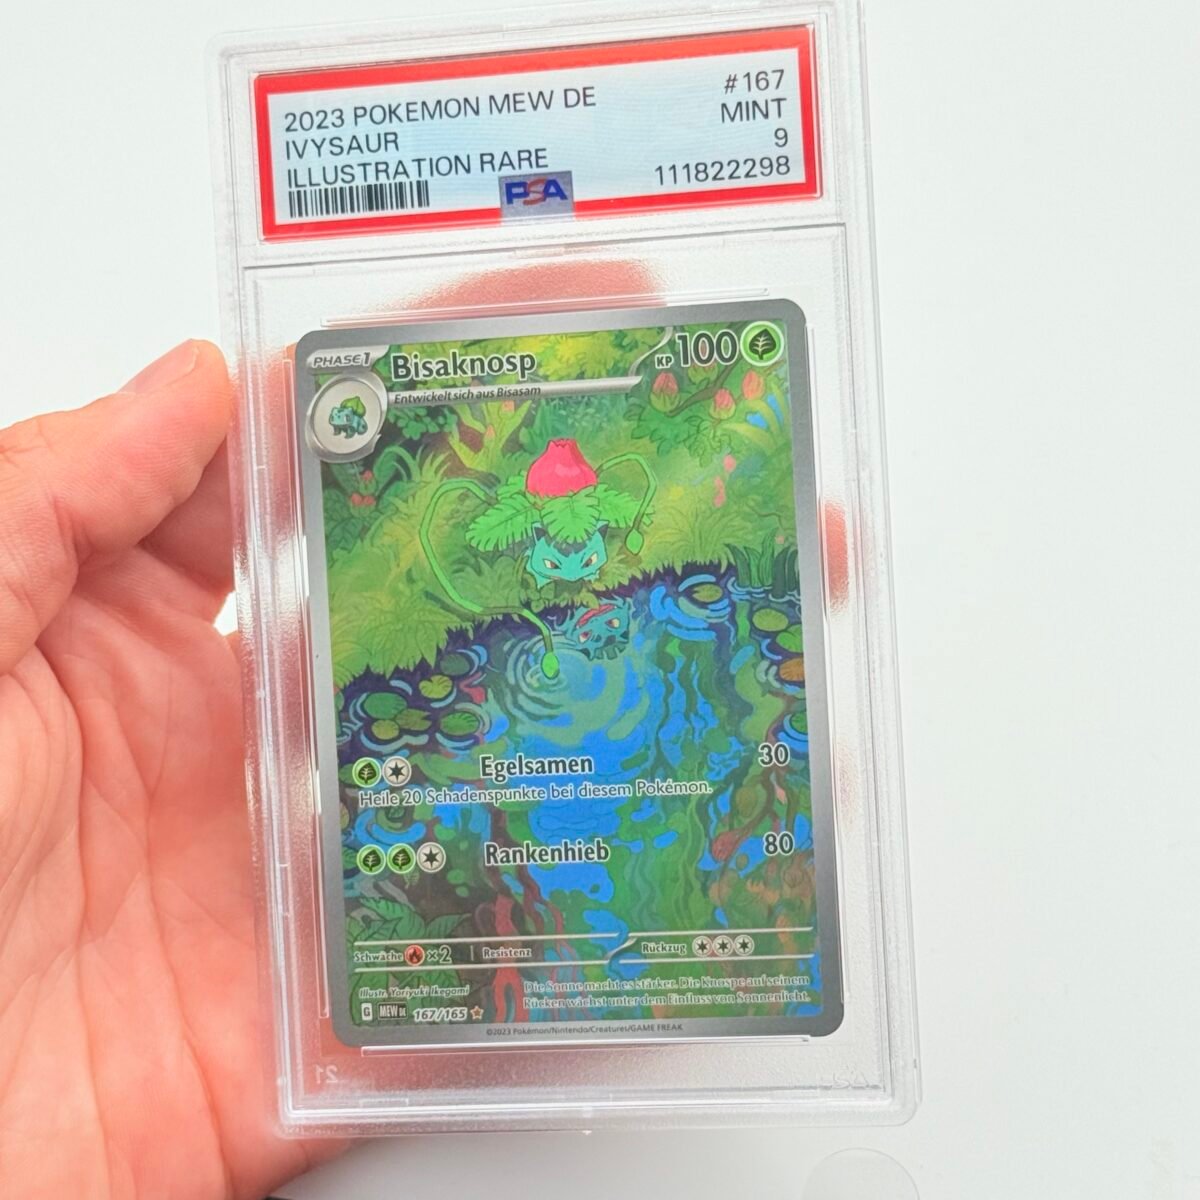 2023 POKEMON MEW DE #167
IVYSAUR MINT
ILLUSTRATION RARE 9
PSA 111822298
PHASE 1 Bisaknosp KP 100
Entwickelt sich aus Bisasam
Egelsamen 30
Heile 20 Schadenspunkte bei diesem Pokémon.
Rankenhieb 80
Schwäche ×2 Resistenz Rückzug
Illustr. Yoriyuki Ikegami
Die Sonne macht es stärker. Die Knospe auf seinem
Rücken wächst unter dem Einfluss von Sonnenlicht.
G MEW DE 167/165
©2023 Pokémon/Nintendo/Creatures/GAME FREAK
21